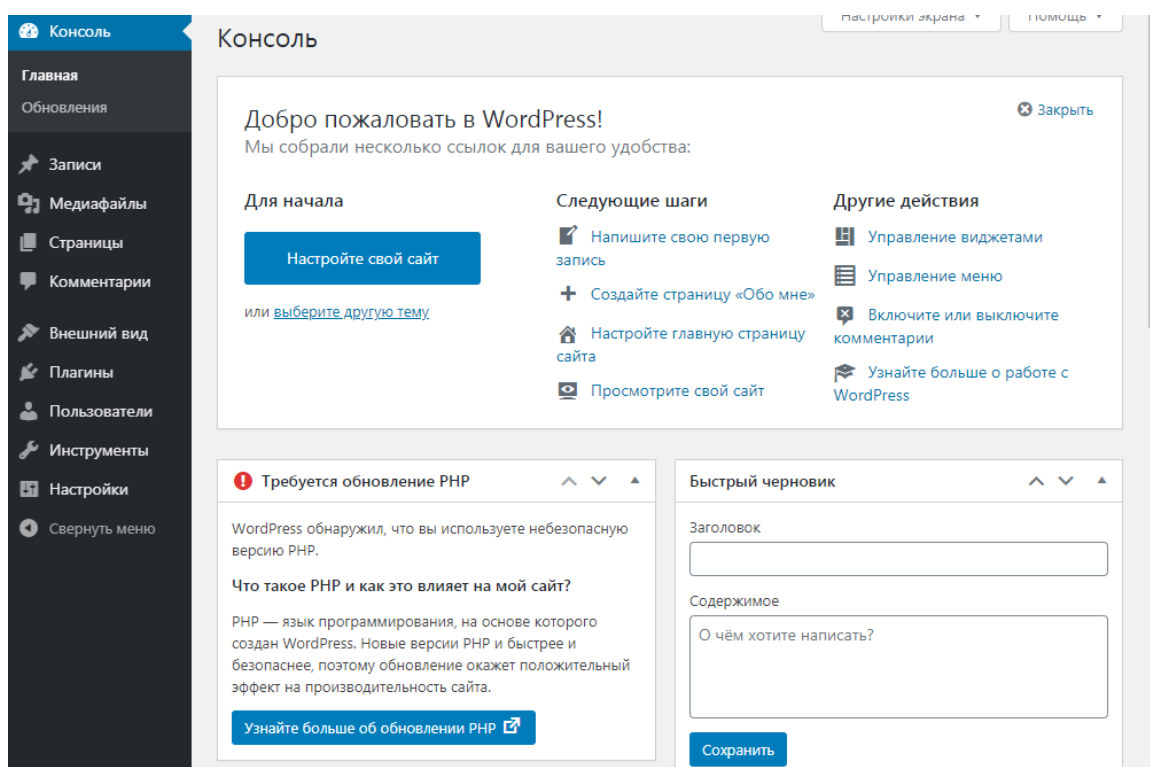 Консоль
Главная
Обновления
Записи
Медиафайлы
Страницы
Комментарии
Внешний вид
Плагины
Пользователи
Инструменты
Настройки
Свернуть меню
Настройки экрана
Помощь
Консоль
Добро пожаловать в WordPress!
Мы собрали несколько ссылок для вашего удобства:
Закрыть
Для начала
Настройте свой сайт
или выберите другую тему
Следующие шаги
Напишите свою первую
запись
Создайте страницу «Обо мне»
Настройте главную страницу
сайта
Просмотрите свой сайт
Другие действия
Управление виджетами
Управление меню
Включите или выключите
комментарии
Узнайте больше о работе с
WordPress
Требуется обновление PHP
WordPress обнаружил, что вы используете небезопасную
версию PHP.
Что такое PHP и как это влияет на мой сайт?
PHP — язык программирования, на основе которого
создан WordPress. Новые версии PHP и быстрее и
безопаснее, поэтому обновление окажет положительный
эффект на производительность сайта.
Узнайте больше об обновлении PHP
Быстрый черновик
Заголовок
Содержимое
О чём хотите написать?
Сохранить